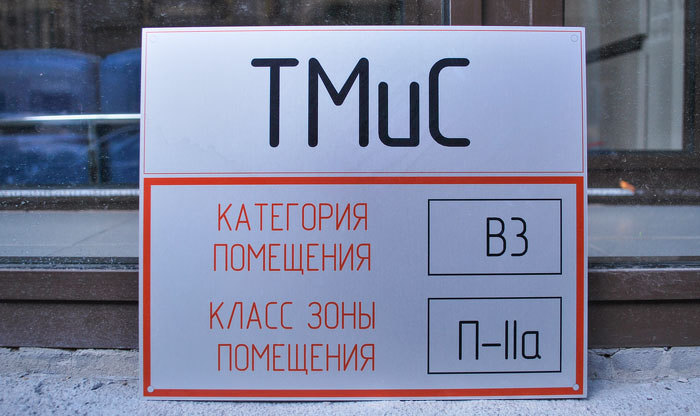 ТМиС
КАТЕГОРИЯ
ПОМЕЩЕНИЯ
В3
КЛАСС ЗОНЫ
ПОМЕЩЕНИЯ
П-IIа